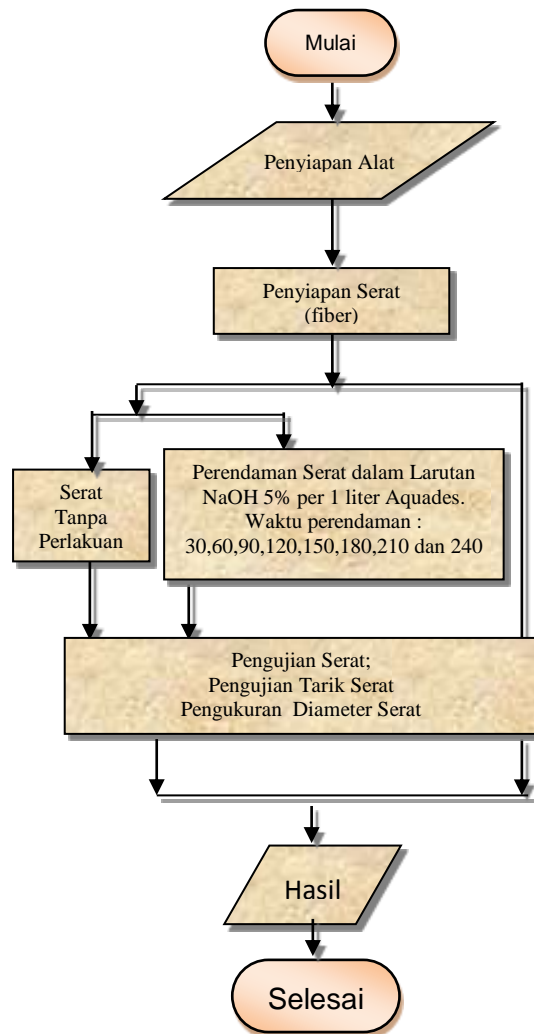 Mulai
Penyiapan Alat
Penyiapan Serat
(fiber)
Serat
Tanpa
Perlakuan
Perendaman Serat dalam Larutan
NaOH 5% per 1 liter Aquades.
Waktu perendaman :
30,60,90,120,150,180,210 dan 240
Pengujian Serat;
Pengujian Tarik Serat
Pengukuran Diameter Serat
Hasil
Selesai